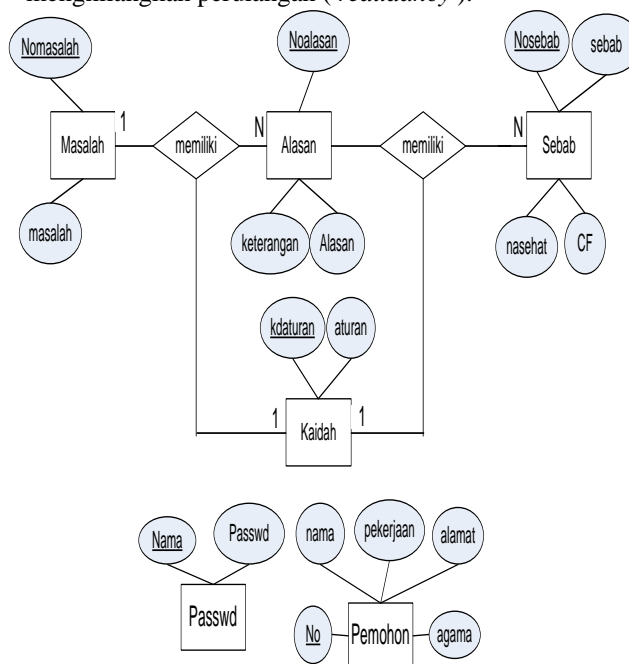 menghilangkan perulangan (redudancy).
Nomasalah
Noalasan
Nosebab
sebab
1
N
N
Masalah
memiliki
Alasan
memiliki
Sebab
masalah
keterangan
Alasan
nasehat
CF
kdaturan
aturan
1
1
Kaidah
Nama
Passwd
nama
pekerjaan
alamat
Passwd
No
Pemohon
agama